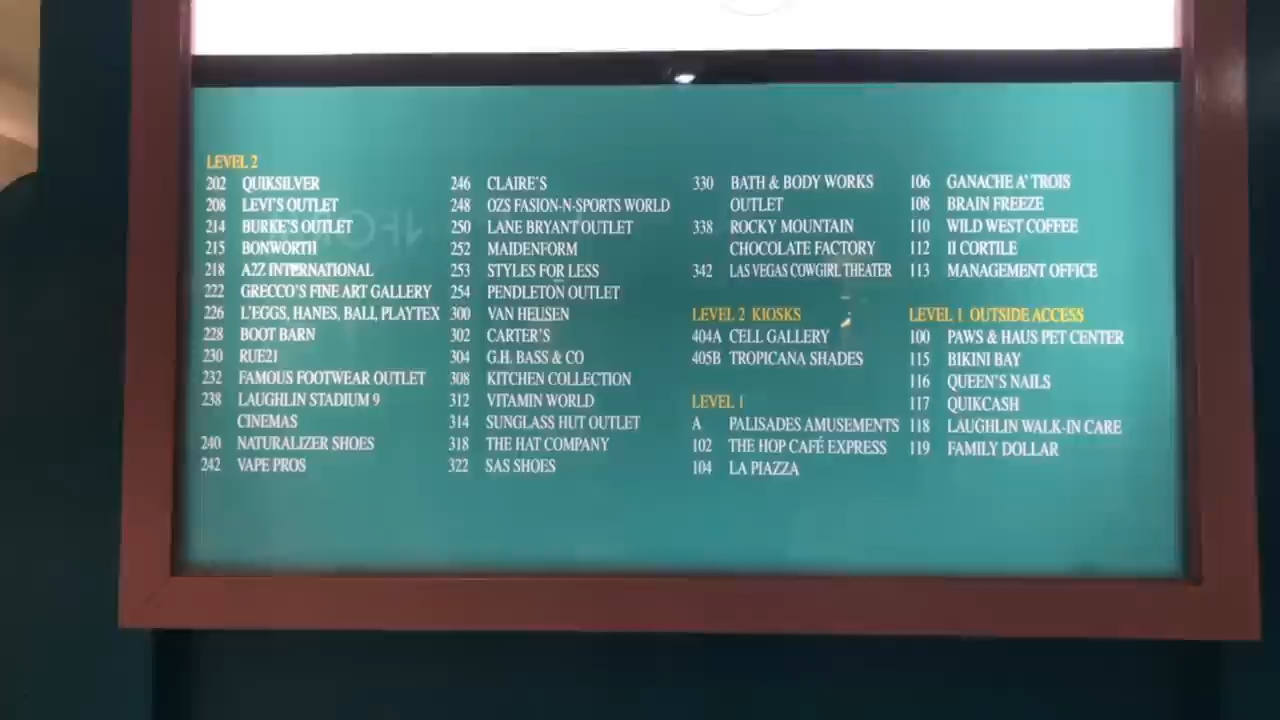 LEVEL 2
202 QUIKSILVER
208 LEVI'S OUTLET
214 BURKE'S OUTLET
215 BONWORTH
218 A2Z INTERNATIONAL
222 GRECCO'S FINE ART GALLERY
226 L'EGGS, HANES, BALI, PLAYTEX
228 BOOT BARN
230 RUE21
232 FAMOUS FOOTWEAR OUTLET
238 LAUGHLIN STADIUM 9
CINEMAS
240 NATURALIZER SHOES
242 VAPE PROS
246 CLAIRE'S
248 OZS FASION-N-SPORTS WORLD
250 LANE BRYANT OUTLET
252 MAIDENFORM
253 STYLES FOR LESS
254 PENDLETON OUTLET
300 VAN HEUSEN
302 CARTER'S
304 G.H. BASS & CO
308 KITCHEN COLLECTION
312 VITAMIN WORLD
314 SUNGLASS HUT OUTLET
318 THE HAT COMPANY
322 SAS SHOES
330 BATH & BODY WORKS
OUTLET
338 ROCKY MOUNTAIN
CHOCOLATE FACTORY
342 LAS VEGAS COWGIRL THEATER
LEVEL 2 KIOSKS
404A CELL GALLERY
405B TROPICANA SHADES
LEVEL 1
A PALISADES AMUSEMENTS
102 THE HOP CAFÉ EXPRESS
104 LA PIAZZA
106 GANACHE A' TROIS
108 BRAIN FREEZE
110 WILD WEST COFFEE
112 II CORTILE
113 MANAGEMENT OFFICE
LEVEL 1 OUTSIDE ACCESS
100 PAWS & HAUS PET CENTER
115 BIKINI BAY
116 QUEEN'S NAILS
117 QUIKCASH
118 LAUGHLIN WALK-IN CARE
119 FAMILY DOLLAR